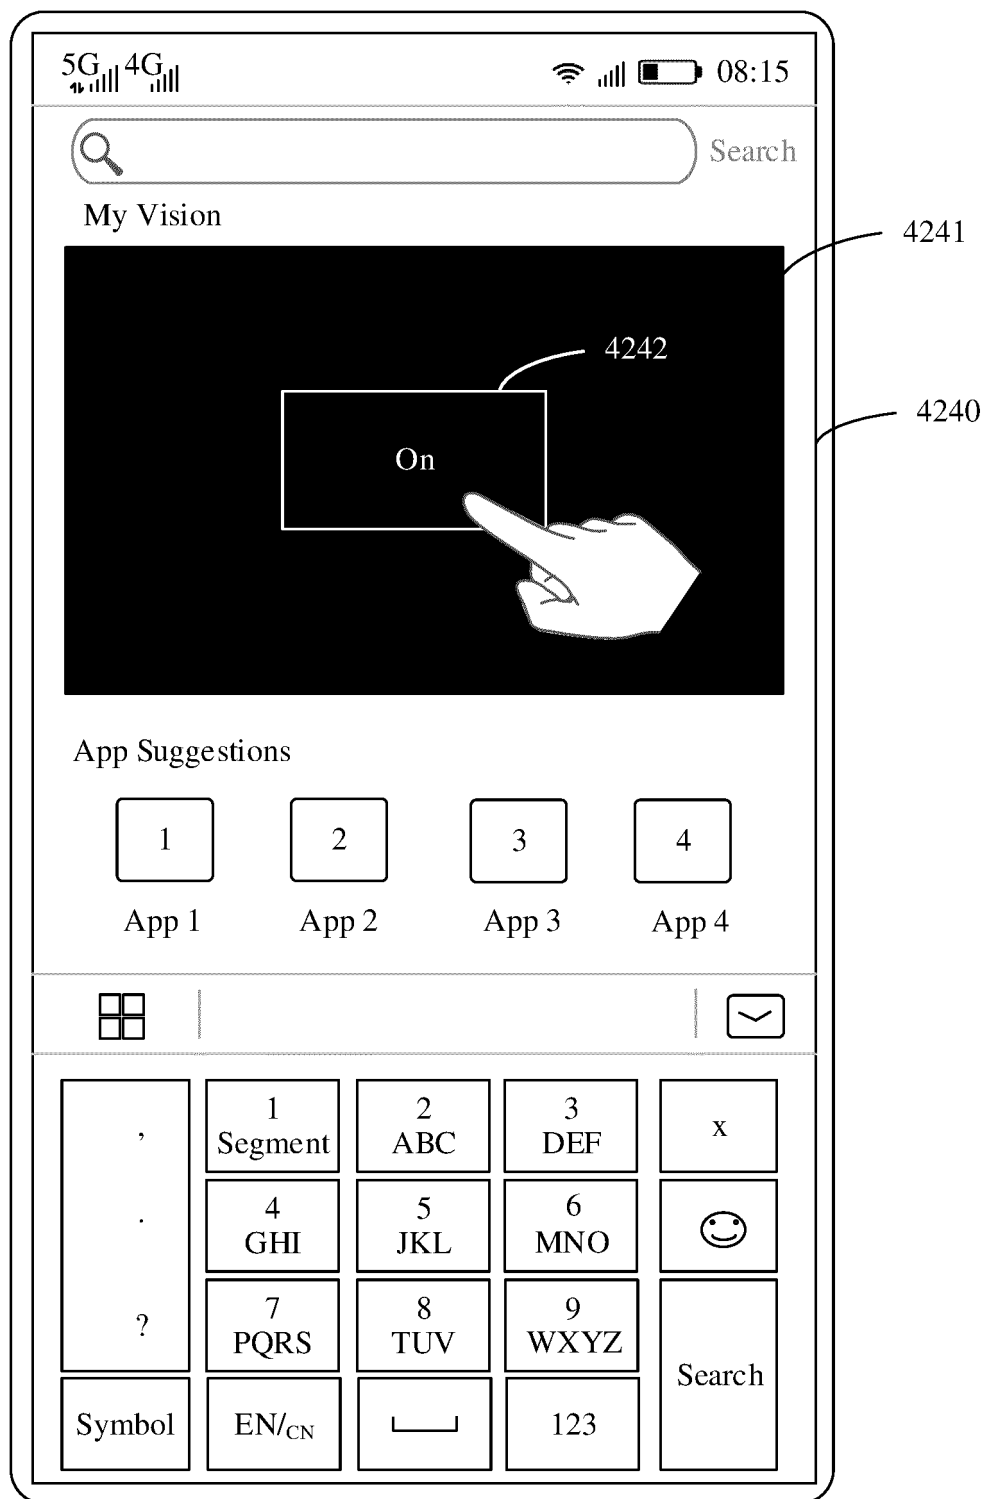 5G 4G 08:15
Search
My Vision
4241
4242
4240
On
App Suggestions
1 2 3 4
App 1 App 2 App 3 App 4
, 1 2 3 x
Segment ABC DEF
. 4 5 6
GHI JKL MNO
? 7 8 9
PQRS TUV WXYZ
Search
Symbol EN/CN 123